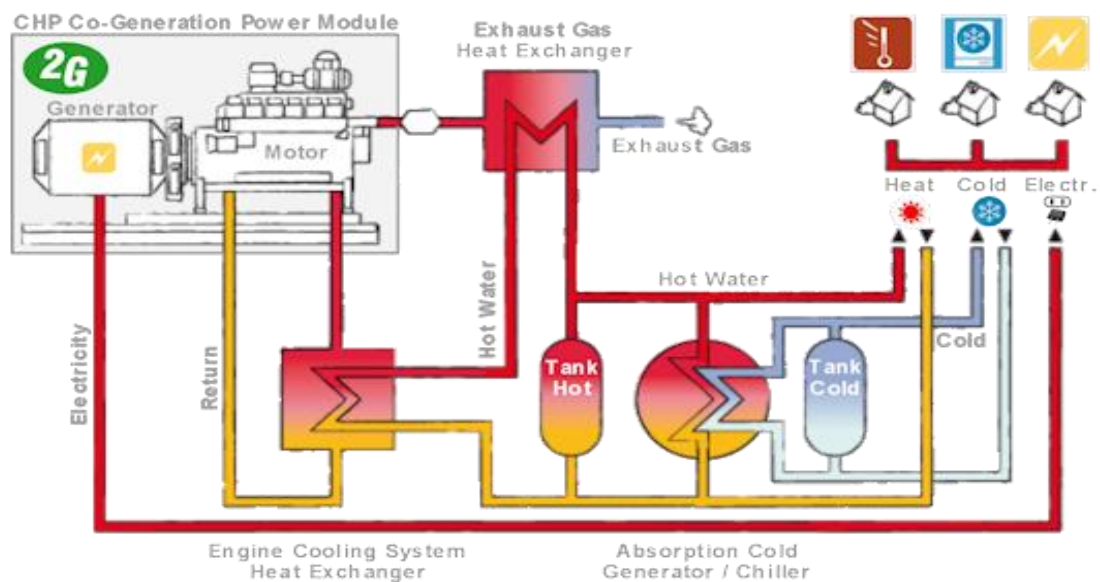 CHP Co-Generation Power Module
2G
Generator
Motor
Exhaust Gas
Heat Exchanger
Exhaust Gas
Heat
Cold
Electr.
Hot Water
Hot Water
Electricity
Return
Tank
Hot
Tank
Cold
Cold
Engine Cooling System
Heat Exchanger
Absorption Cold
Generator / Chiller